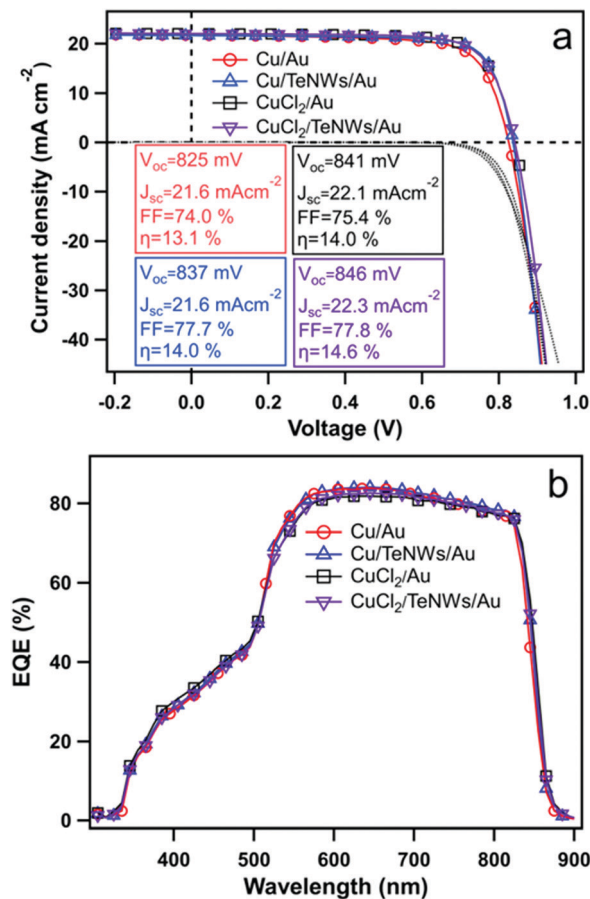 a
20
10
0
-10
-20
-30
-40
Current density (mA cm⁻²)
Cu/Au
Cu/TeNWs/Au
CuCl₂/Au
CuCl₂/TeNWs/Au
Vₒc=825 mV
Jsc=21.6 mAcm⁻²
FF=74.0 %
η=13.1 %
Vₒc=841 mV
Jsc=22.1 mAcm⁻²
FF=75.4 %
η=14.0 %
Vₒc=837 mV
Jsc=21.6 mAcm⁻²
FF=77.7 %
η=14.0 %
Vₒc=846 mV
Jsc=22.3 mAcm⁻²
FF=77.8 %
η=14.6 %
-0.2 0.0 0.2 0.4 0.6 0.8 1.0
Voltage (V)
b
80
60
40
20
0
EQE (%)
Cu/Au
Cu/TeNWs/Au
CuCl₂/Au
CuCl₂/TeNWs/Au
400 500 600 700 800 900
Wavelength (nm)